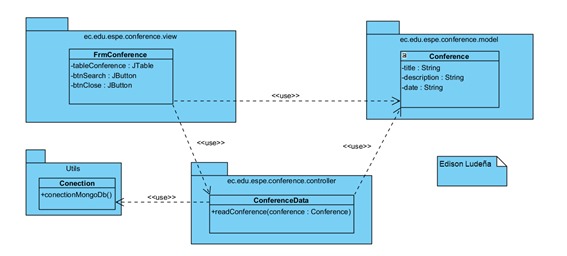 ec.edu.espe.conference.view
FrmConference
-tableConference : JTable
-btnSearch : JButton
-btnClose : JButton
ec.edu.espe.conference.model
Conference
-title : String
-description : String
-date : String
<<use>>
<<use>>
<<use>>
Utils
Conection
+conectionMongoDb()
<<use>>
ec.edu.espe.conference.controller
ConferenceData
+readConference(conference : Conference)
Edison Ludeña